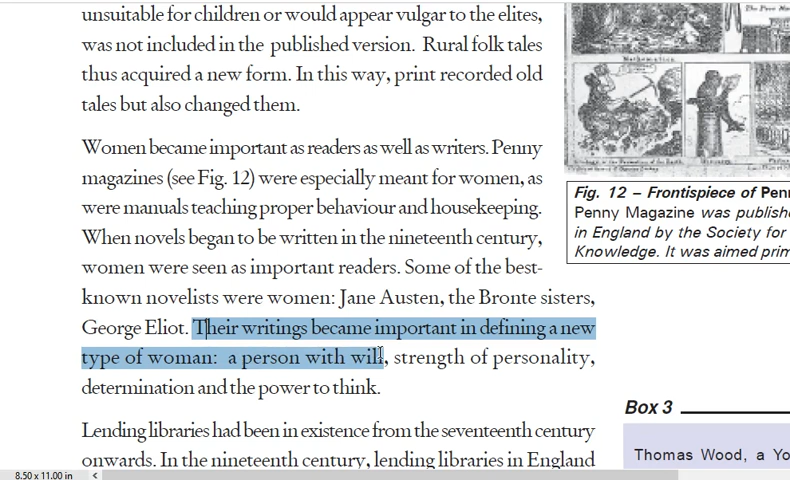 unsuitable for children or would appear vulgar to the elites,
was not included in the published version. Rural folk tales
thus acquired a new form. In this way, print recorded old
tales but also changed them.
Women became important as readers as well as writers. Penny
magazines (see Fig. 12) were especially meant for women, as
were manuals teaching proper behaviour and housekeeping.
When novels began to be written in the nineteenth century,
women were seen as important readers. Some of the best-
known novelists were women: Jane Austen, the Bronte sisters,
George Eliot. Their writings became important in defining a new
type of woman: a person with will, strength of personality,
determination and the power to think.
Lending libraries had been in existence from the seventeenth century
onwards. In the nineteenth century, lending libraries in England
Fig. 12 – Frontispiece of Penn
Penny Magazine was publishe
in England by the Society for
Knowledge. It was aimed prim
Box 3
Thomas Wood, a Yo
8.50 x 11.00 in